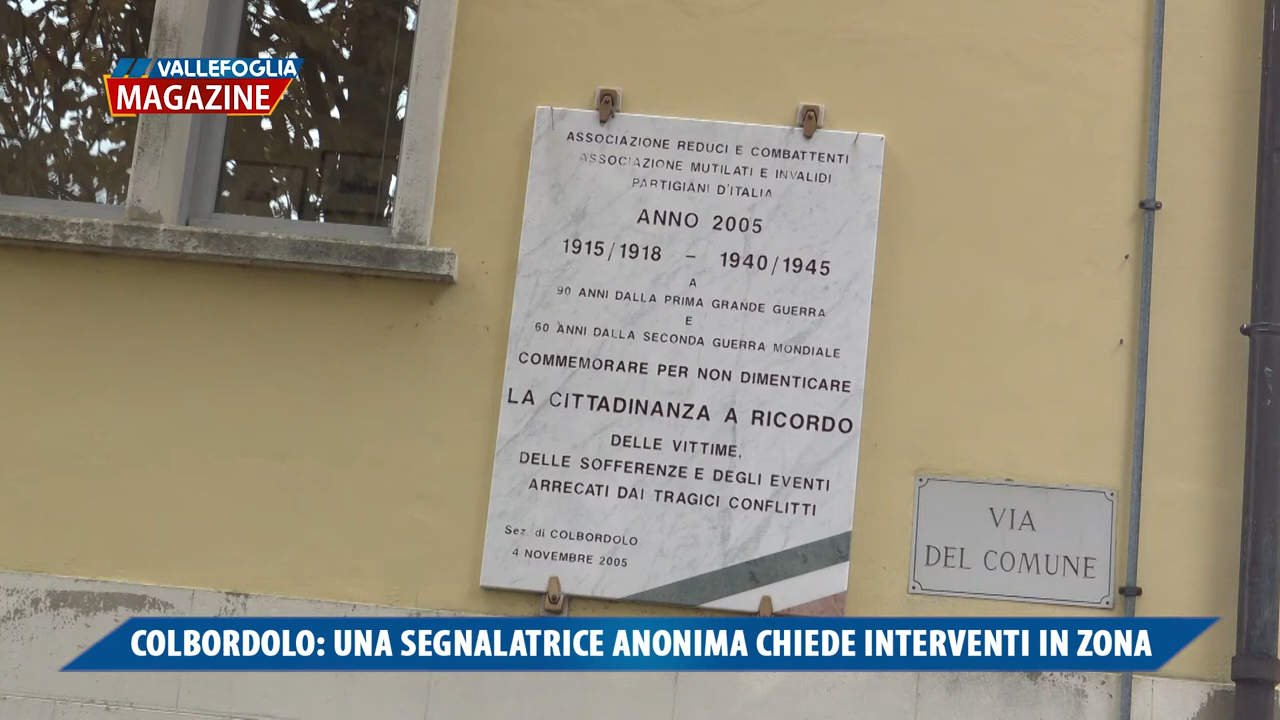 VALLEFOGLIA
MAGAZINE
ASSOCIAZIONE REDUCI E COMBATTENTI
ASSOCIAZIONE MUTILATI E INVALIDI
PARTIGIANI D'ITALIA
ANNO 2005
1915/1918 - 1940/1945
A
90 ANNI DALLA PRIMA GRANDE GUERRA
E
60 ANNI DALLA SECONDA GUERRA MONDIALE
COMMEMORARE PER NON DIMENTICARE
LA CITTADINANZA A RICORDO
DELLE VITTIME,
DELLE SOFFERENZE E DEGLI EVENTI
ARRECATI DAI TRAGICI CONFLITTI
Sez. di COLBORDOLO
4 NOVEMBRE 2005
VIA
DEL COMUNE
COLBORDOLO: UNA SEGNALATRICE ANONIMA CHIEDE INTERVENTI IN ZONA